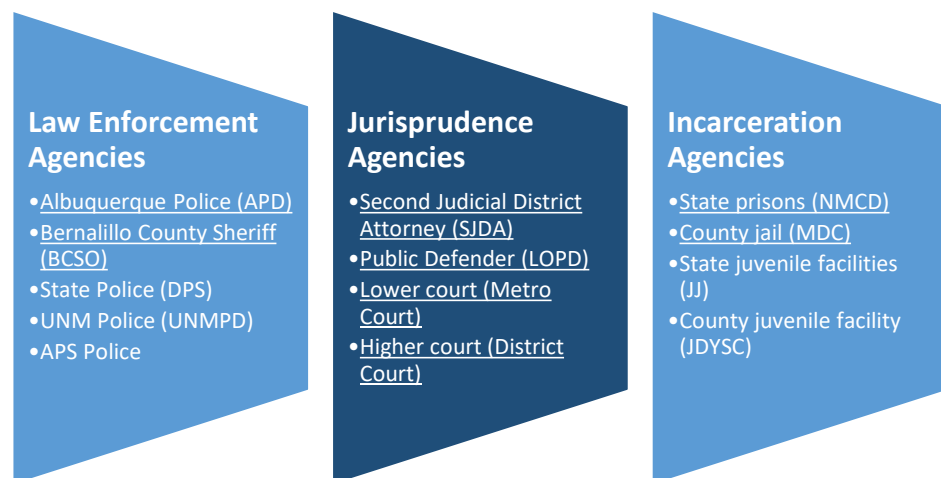 Law Enforcement
Agencies
•Albuquerque Police (APD)
•Bernalillo County Sheriff
(BCSO)
•State Police (DPS)
•UNM Police (UNMPD)
•APS Police
Jurisprudence
Agencies
•Second Judicial District
Attorney (SJDA)
•Public Defender (LOPD)
•Lower court (Metro
Court)
•Higher court (District
Court)
Incarceration
Agencies
•State prisons (NMCD)
•County jail (MDC)
•State juvenile facilities
(JJ)
•County juvenile facility
(JDYSC)